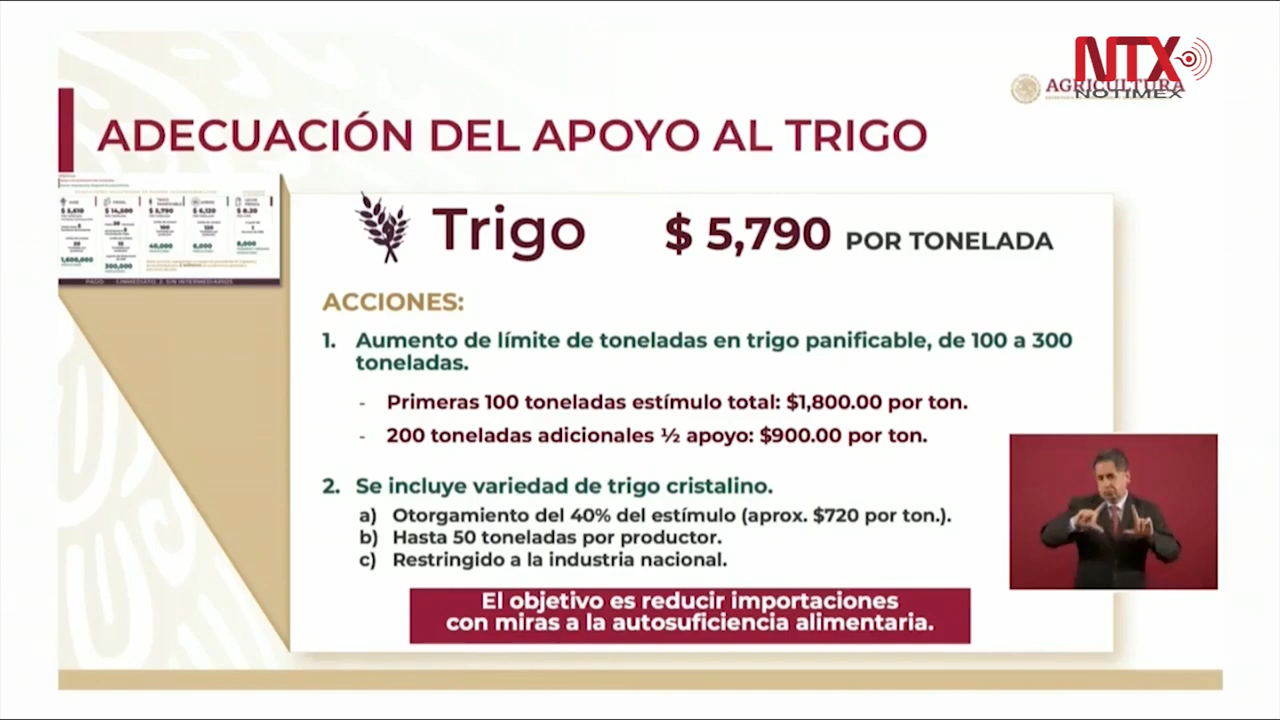 NTX
AGRICULTURA
NOTIMEX
ADECUACIÓN DEL APOYO AL TRIGO
Trigo $ 5,790 POR TONELADA
ACCIONES:
1. Aumento de límite de toneladas en trigo panificable, de 100 a 300
toneladas.
- Primeras 100 toneladas estímulo total: $1,800.00 por ton.
- 200 toneladas adicionales ½ apoyo: $900.00 por ton.
2. Se incluye variedad de trigo cristalino.
a) Otorgamiento del 40% del estímulo (aprox. $720 por ton.).
b) Hasta 50 toneladas por productor.
c) Restringido a la industria nacional.
El objetivo es reducir importaciones
con miras a la autosuficiencia alimentaria.